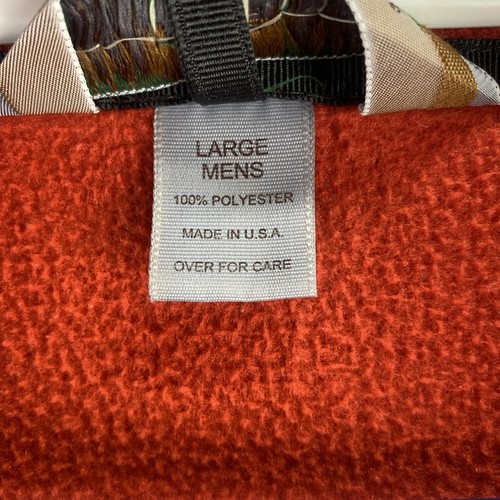 LARGE
MENS
100% POLYESTER
MADE IN U.S.A.
OVER FOR CARE